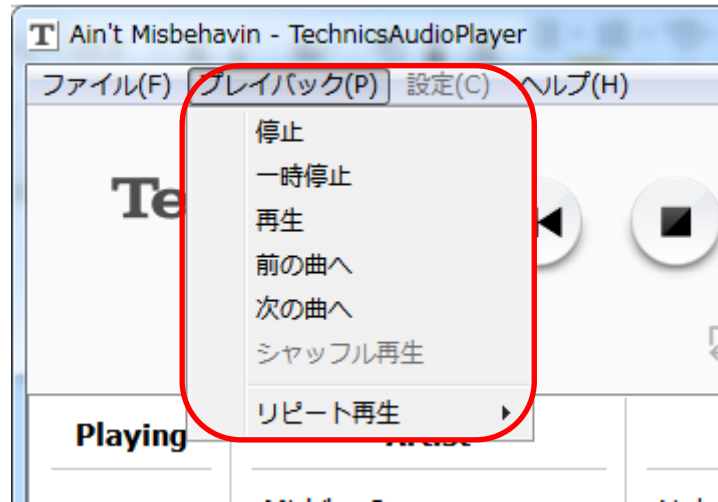 Ain't Misbehavin - TechnicsAudioPlayer
ファイル(F) プレイバック(P) 設定(C) ヘルプ(H)
停止
一時停止
再生
前の曲へ
次の曲へ
シャッフル再生
リピート再生
Te
Playing